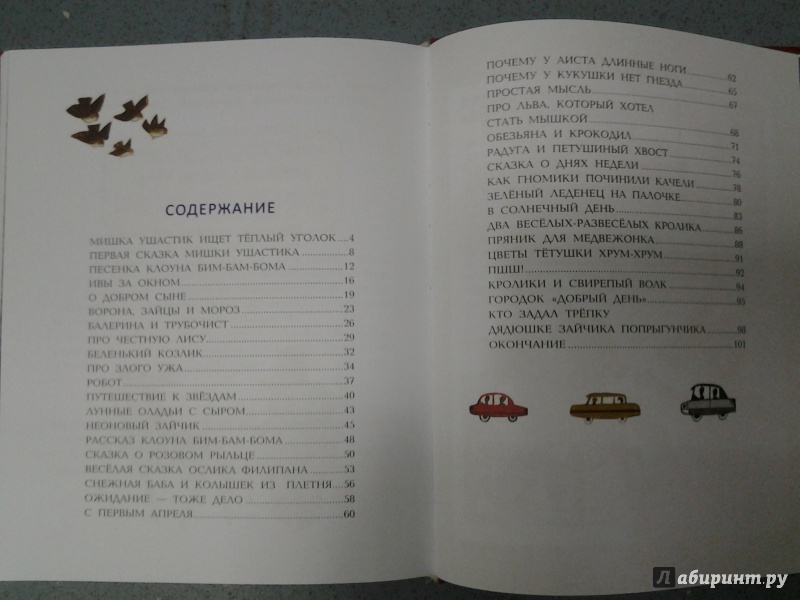 СОДЕРЖАНИЕ
МИШКА УШАСТИК ИЩЕТ ТЁПЛЫЙ УГОЛОК....4
ПЕРВАЯ СКАЗКА МИШКИ УШАСТИКА....8
ПЕСЕНКА КЛОУНА БИМ-БАМ-БОМА....12
ИВЫ ЗА ОКНОМ....16
О ДОБРОМ СЫНЕ....19
ВОРОНА, ЗАЙЦЫ И МОРОЗ....23
БАЛЕРИНА И ТРУБОЧИСТ....26
ПРО ЧЕСТНУЮ ЛИСУ....29
БЕЛЕНЬКИЙ КОЗЛИК....32
ПРО ЗЛОГО УЖА....34
РОБОТ....37
ПУТЕШЕСТВИЕ К ЗВЁЗДАМ....40
ЛУННЫЕ ОЛАДЬИ С СЫРОМ....43
НЕОНОВЫЙ ЗАЙЧИК....45
РАССКАЗ КЛОУНА БИМ-БАМ-БОМА....48
СКАЗКА О РОЗОВОМ РЫЛЬЦЕ....50
ВЕСЁЛАЯ СКАЗКА ОСЛИКА ФИЛИПАНА....53
СНЕЖНАЯ БАБА И КОЛЫШЕК ИЗ ПЛЕТНЯ....56
ОЖИДАНИЕ — ТОЖЕ ДЕЛО....58
С ПЕРВЫМ АПРЕЛЯ....60
ПОЧЕМУ У АИСТА ДЛИННЫЕ НОГИ....62
ПОЧЕМУ У КУКУШКИ НЕТ ГНЕЗДА....65
ПРОСТАЯ МЫСЛЬ....67
ПРО ЛЬВА, КОТОРЫЙ ХОТЕЛ
СТАТЬ МЫШКОЙ....68
ОБЕЗЬЯНА И КРОКОДИЛ....71
РАДУГА И ПЕТУШИНЫЙ ХВОСТ....74
СКАЗКА О ДНЯХ НЕДЕЛИ....76
КАК ГНОМИКИ ПОЧИНИЛИ КАЧЕЛИ....78
ЗЕЛЁНЫЙ ЛЕДЕНЕЦ НА ПАЛОЧКЕ....80
В СОЛНЕЧНЫЙ ДЕНЬ....83
ДВА ВЕСЁЛЫХ-РАЗВЕСЁЛЫХ КРОЛИКА....86
ПРЯНИК ДЛЯ МЕДВЕЖОНКА....88
ЦВЕТЫ ТЁТУШКИ ХРУМ-ХРУМ....91
ПШШ!....92
КРОЛИКИ И СВИРЕПЫЙ ВОЛК....94
ГОРОДОК «ДОБРЫЙ ДЕНЬ»....95
КТО ЗАДАЛ ТРЁПКУ
ДЯДЮШКЕ ЗАЙЧИКА ПОПРЫГУНЧИКА....98
ОКОНЧАНИЕ....101
Лабиринт.ру